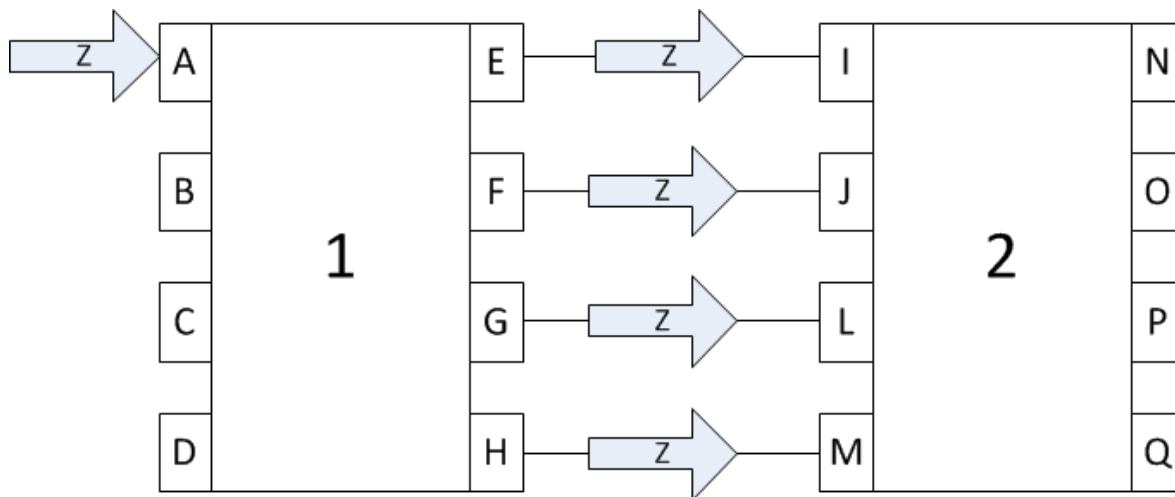 Z A E Z I N
B F Z J O
1 2
C G Z L P
D H Z M Q